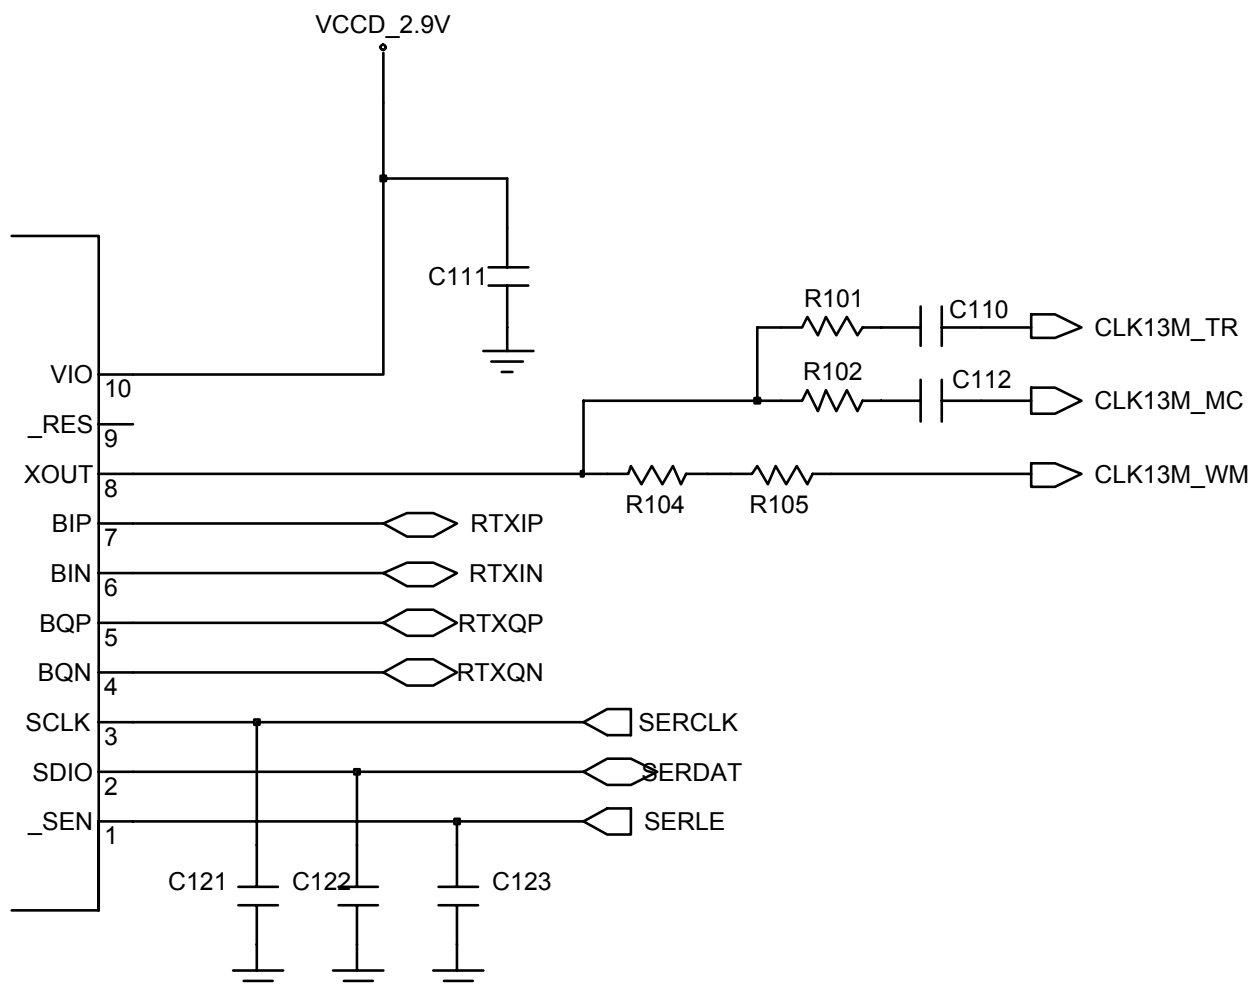 VCCD_2.9V
C111
R101
C110
CLK13M_TR
VIO
10
R102
C112
CLK13M_MC
_RES
9
XOUT
8
R104
R105
CLK13M_WM
BIP
7
RTXIP
BIN
6
RTXIN
BQP
5
RTXQP
BQN
4
RTXQN
SCLK
3
SERCLK
SDIO
2
SERDAT
_SEN
1
SERLE
C121
C122
C123